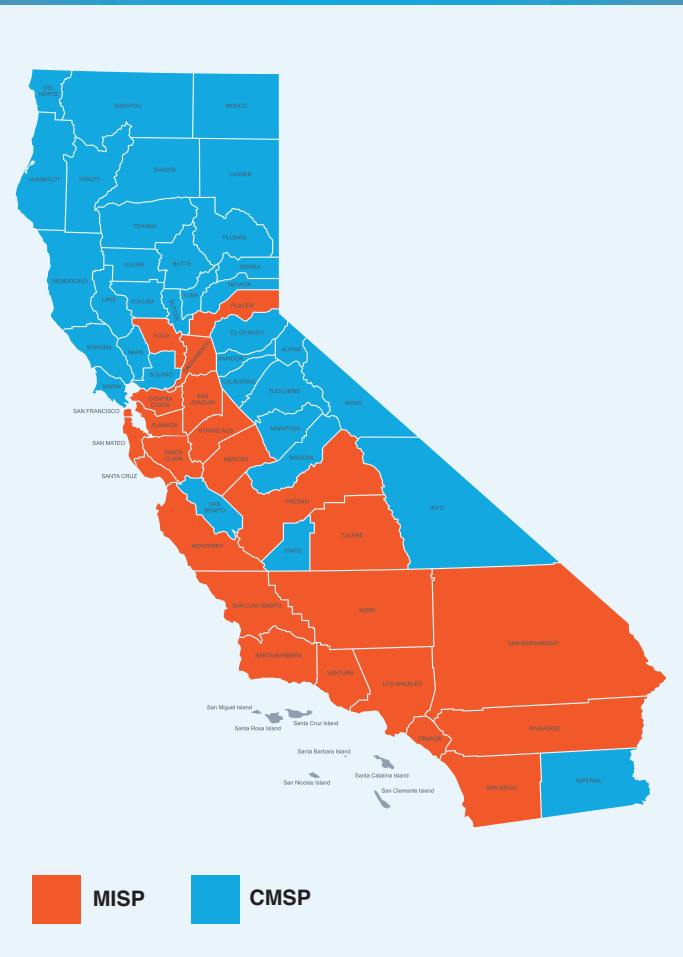 DEL
NORTE
SISKIYOU
MODOC
HUMBOLDT
TRINITY
SHASTA
LASSEN
TEHAMA
PLUMAS
GLENN
BUTTE
SIERRA
MENDOCINO
NEVADA
LAKE
COLUSA
SUTTER
YUBA
PLACER
YOLO
EL DORADO
SONOMA
NAPA
SACRAMENTO
ALPINE
AMADOR
SOLANO
MARIN
CALAVERAS
TUOLUMNE
CONTRA
COSTA
SAN
JOAQUIN
MONO
SAN FRANCISCO
ALAMEDA
STANISLAUS
MARIPOSA
SAN MATEO
SANTA
CLARA
MERCED
MADERA
SANTA CRUZ
SAN
BENITO
FRESNO
INYO
MONTEREY
KINGS
TULARE
SAN LUIS OBISPO
KERN
SAN BERNARDINO
SANTA BARBARA
VENTURA
LOS ANGELES
San Miguel Island
Santa Rosa Island
Santa Cruz Island
ORANGE
RIVERSIDE
Santa Barbara Island
San Nicolas Island
Santa Catalina Island
San Clemente Island
SAN DIEGO
IMPERIAL
MISP
CMSP